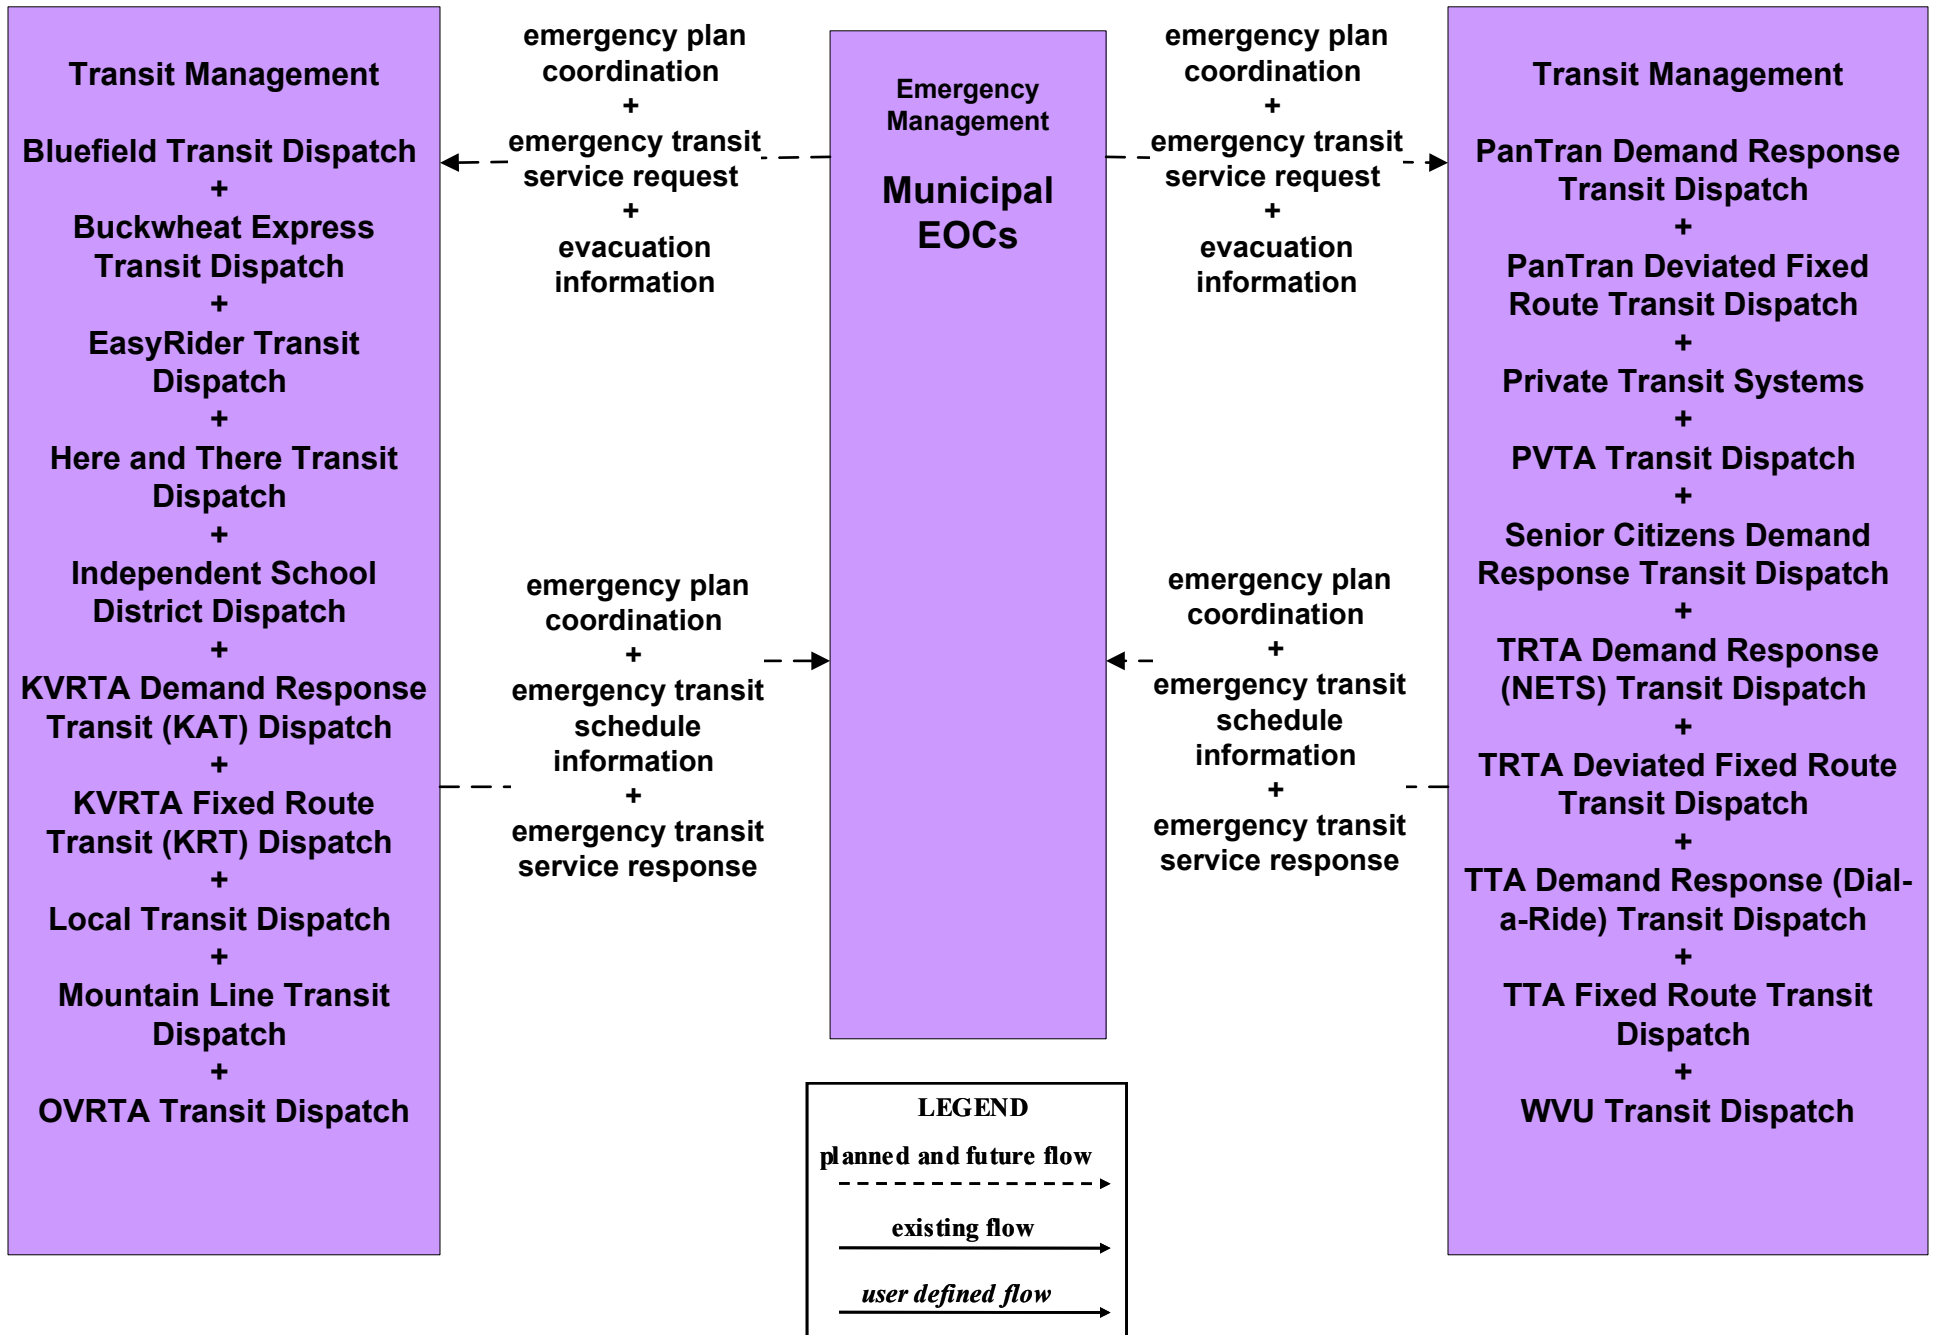 Transit Management
Bluefield Transit Dispatch
+
Buckwheat Express
Transit Dispatch
+
EasyRider Transit
Dispatch
+
Here and There Transit
Dispatch
+
Independent School
District Dispatch
+
KVRTA Demand Response
Transit (KAT) Dispatch
+
KVRTA Fixed Route
Transit (KRT) Dispatch
+
Local Transit Dispatch
+
Mountain Line Transit
Dispatch
+
OVRTA Transit Dispatch
emergency plan
coordination
+
emergency transit
service request
+
evacuation
information
emergency plan
coordination
+
emergency transit
schedule
information
+
emergency transit
service response
Emergency
Management
Municipal
EOCs
emergency plan
coordination
+
emergency transit
service request
+
evacuation
information
emergency plan
coordination
+
emergency transit
schedule
information
+
emergency transit
service response
Transit Management
PanTran Demand Response
Transit Dispatch
+
PanTran Deviated Fixed
Route Transit Dispatch
+
Private Transit Systems
+
PVTA Transit Dispatch
+
Senior Citizens Demand
Response Transit Dispatch
+
TRTA Demand Response
(NETS) Transit Dispatch
+
TRTA Deviated Fixed Route
Transit Dispatch
+
TTA Demand Response (Dial-
a-Ride) Transit Dispatch
+
TTA Fixed Route Transit
Dispatch
+
WVU Transit Dispatch
LEGEND
planned and future flow
existing flow
user defined flow